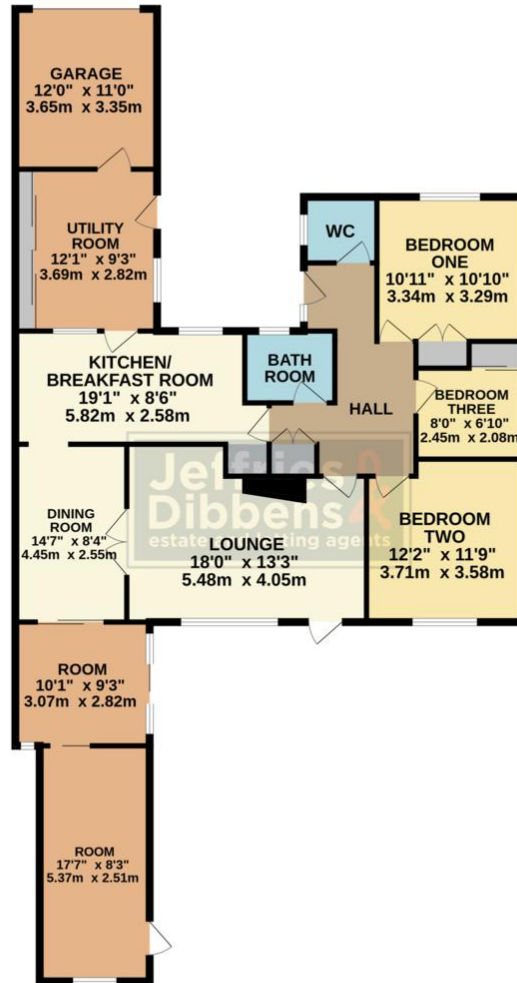 GARAGE
12'0" x 11'0"
3.65m x 3.35m
UTILITY
ROOM
12'1" x 9'3"
3.69m x 2.82m
WC
BEDROOM
ONE
10'11" x 10'10"
3.34m x 3.29m
KITCHEN/
BREAKFAST ROOM
19'1" x 8'6"
5.82m x 2.58m
BATH
ROOM
HALL
BEDROOM
THREE
8'0" x 6'10"
2.45m x 2.08m
Jeffries &
Dibbens
estate and letting agents
DINING
ROOM
14'7" x 8'4"
4.45m x 2.55m
LOUNGE
18'0" x 13'3"
5.48m x 4.05m
BEDROOM
TWO
12'2" x 11'9"
3.71m x 3.58m
ROOM
10'1" x 9'3"
3.07m x 2.82m
ROOM
17'7" x 8'3"
5.37m x 2.51m